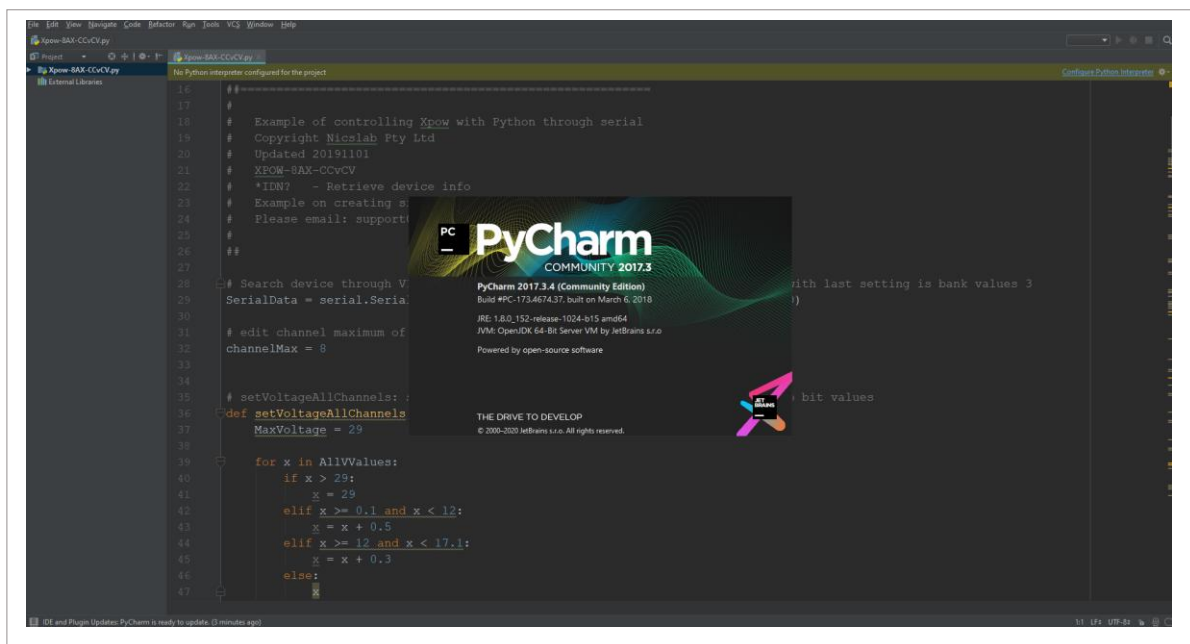 File Edit View Navigate Code Refactor Run Tools VCS Window Help
Xpow-8AX-CCvCV.py
Project
Xpow-8AX-CCvCV.py
Xpow-8AX-CCvCV.py
External Libraries
No Python interpreter configured for the project
Configure Python Interpreter
16 ##==========================================================
17 #
18 # Example of controlling Xpow with Python through serial
19 # Copyright Nicslab Pty Ltd
20 # Updated 20191101
21 # XPOW-8AX-CCvCV
22 # *IDN? - Retrieve device info
23 # Example on creating s
24 # Please email: support
25 #
26 ##
27
28 # Search device through V
ith last setting is bank values 3
29 SerialData = serial.Seria
)
30
31 # edit channel maximum of
32 channelMax = 8
33
34
35 # setVoltageAllChannels: s
bit values
36 def setVoltageAllChannels
37 MaxVoltage = 29
38
39 for x in AllVValues:
40 if x > 29:
41 x = 29
42 elif x >= 0.1 and x < 12:
43 x = x + 0.5
44 elif x >= 12 and x < 17.1:
45 x = x + 0.3
46 else:
47 x
PC
PyCharm
COMMUNITY 2017.3
PyCharm 2017.3.4 (Community Edition)
Build #PC-173.4674.37, built on March 6, 2018
JRE: 1.8.0_152-release-1024-b15 amd64
JVM: OpenJDK 64-Bit Server VM by JetBrains s.r.o
Powered by open-source software
JET
BRAINS
THE DRIVE TO DEVELOP
© 2000–2020 JetBrains s.r.o. All rights reserved.
IDE and Plugin Updates: PyCharm is ready to update. (3 minutes ago)
1:1 LF÷ UTF-8÷